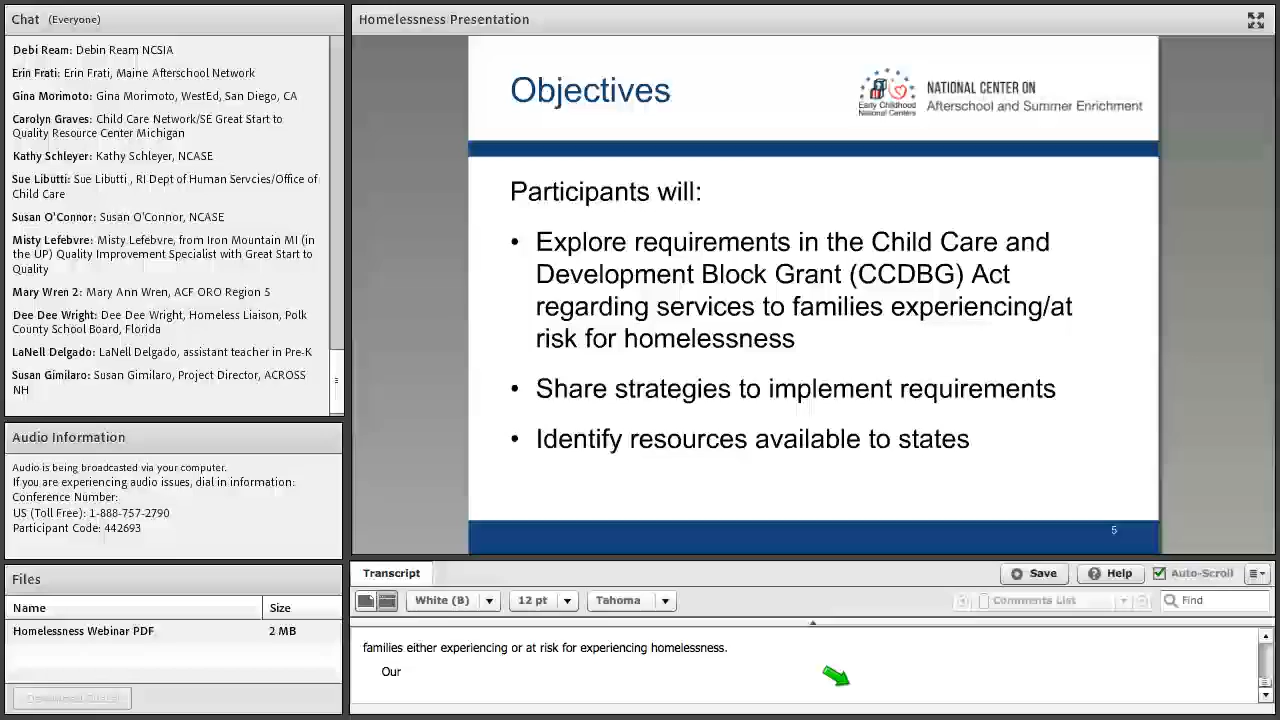 Chat (Everyone)
Debi Ream: Debin Ream NCSIA
Erin Frati: Erin Frati, Maine Afterschool Network
Gina Morimoto: Gina Morimoto, WestEd, San Diego, CA
Carolyn Graves: Child Care Network/THE Great Start to
Quality Resource Center Michigan
Kathy Schleyer: Kathy Schleyer, NCASE
Sue Libutti: Sue Libutti , RI Dept of Human Servcies/Office of
Child Care
Susan O'Connor: Susan O'Connor, NCASE
Misty Lefebvre: Misty Lefebvre, from Iron Mountain MI (in
the UP) Quality Improvement Specialist with Great Start to
Quality
Mary Wren 2: Mary Ann Wren, ACF ORO Region 5
Dee Dee Wright: Dee Dee Wright, Homeless Liaison, Polk
County School Board, Florida
LaNell Delgado: LaNell Delgado, assistant teacher in Pre-K
Susan Gimilaro: Susan Gimilaro, Project Director, ACROSS
NH
Audio Information
Audio is being broadcasted via your computer.
If you are experiencing audio issues, dial in information:
Conference Number:
US (Toll Free): 1-888-757-2790
Participant Code: 442693
Files
Name Size
Homelessness Webinar PDF 2 MB
Homelessness Presentation
Objectives
Early Childhood
National Centers
NATIONAL CENTER ON
Afterschool and Summer Enrichment
Participants will:
• Explore requirements in the Child Care and
Development Block Grant (CCDBG) Act
regarding services to families experiencing/at
risk for homelessness
• Share strategies to implement requirements
• Identify resources available to states
5
Transcript Save Help Auto-Scroll
White (B) 12 pt Tahoma Comments List Find
families either experiencing or at risk for experiencing homelessness.
Our